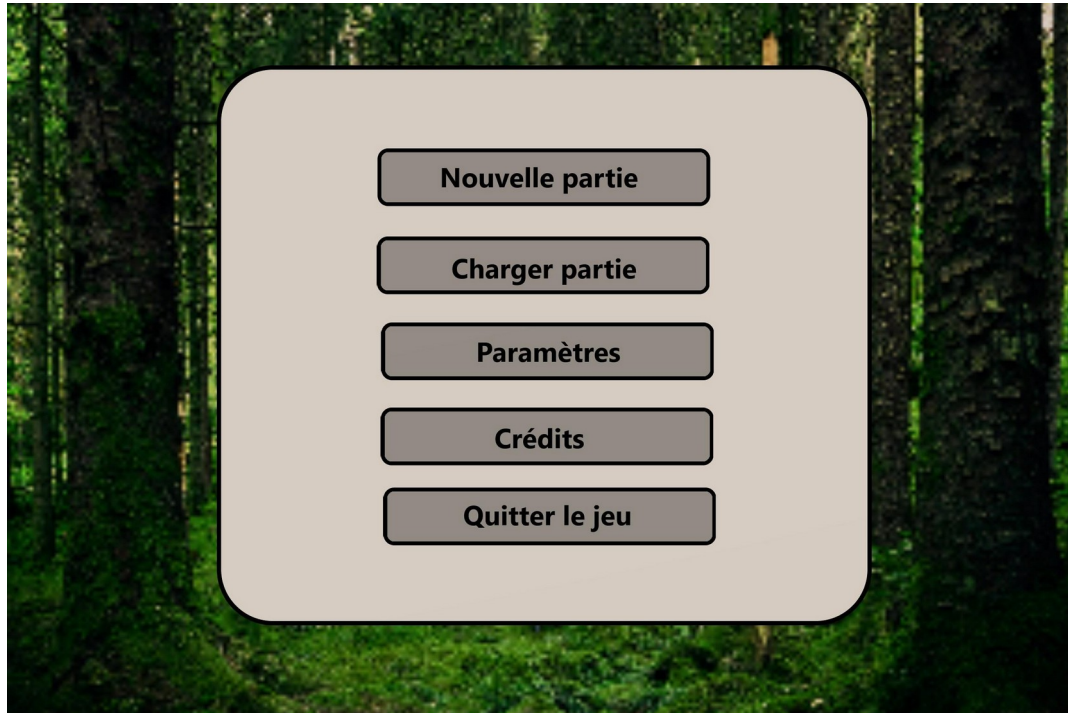 Nouvelle partie
Charger partie
Paramètres
Crédits
Quitter le jeu